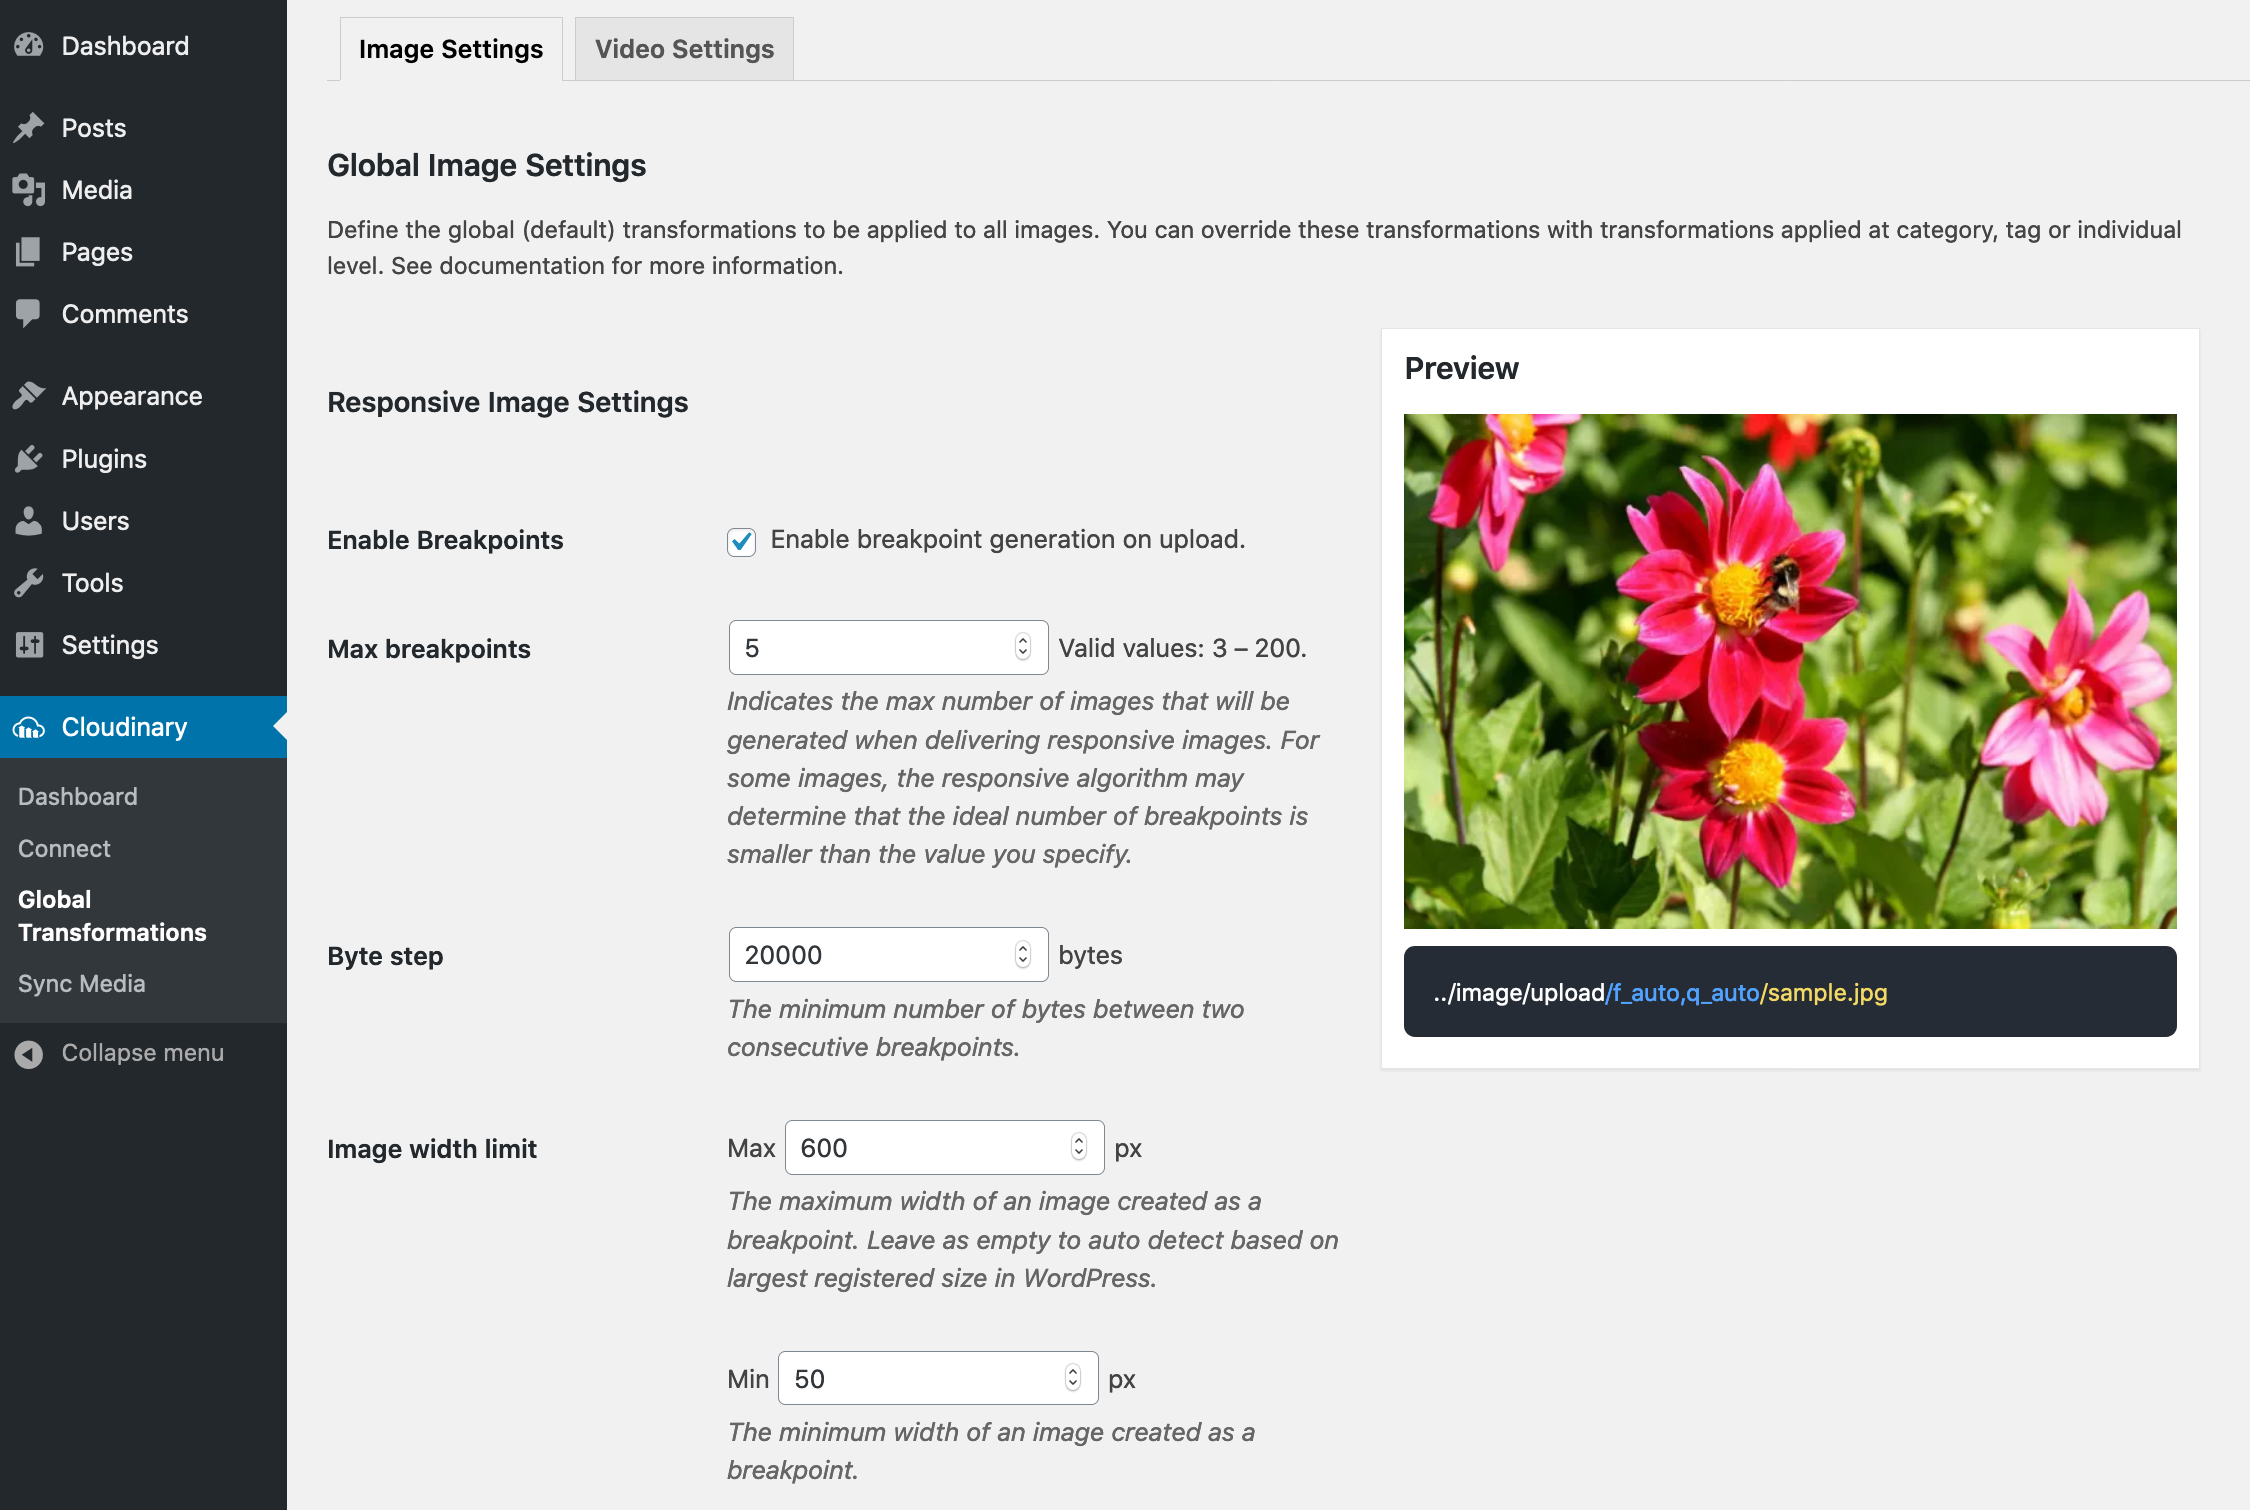 Dashboard
Posts
Media
Pages
Comments
Appearance
Plugins
Users
Tools
Settings
Cloudinary
Dashboard
Connect
Global
Transformations
Sync Media
Collapse menu
Image Settings
Video Settings
Global Image Settings
Define the global (default) transformations to be applied to all images. You can override these transformations with transformations applied at category, tag or individual
level. See documentation for more information.
Responsive Image Settings
Enable Breakpoints
Enable breakpoint generation on upload.
Max breakpoints
5
Valid values: 3 – 200.
Indicates the max number of images that will be
generated when delivering responsive images. For
some images, the responsive algorithm may
determine that the ideal number of breakpoints is
smaller than the value you specify.
Byte step
20000
bytes
The minimum number of bytes between two
consecutive breakpoints.
Image width limit
Max 600 px
The maximum width of an image created as a
breakpoint. Leave as empty to auto detect based on
largest registered size in WordPress.
Min 50 px
The minimum width of an image created as a
breakpoint.
Preview
../image/upload/f_auto,q_auto/sample.jpg